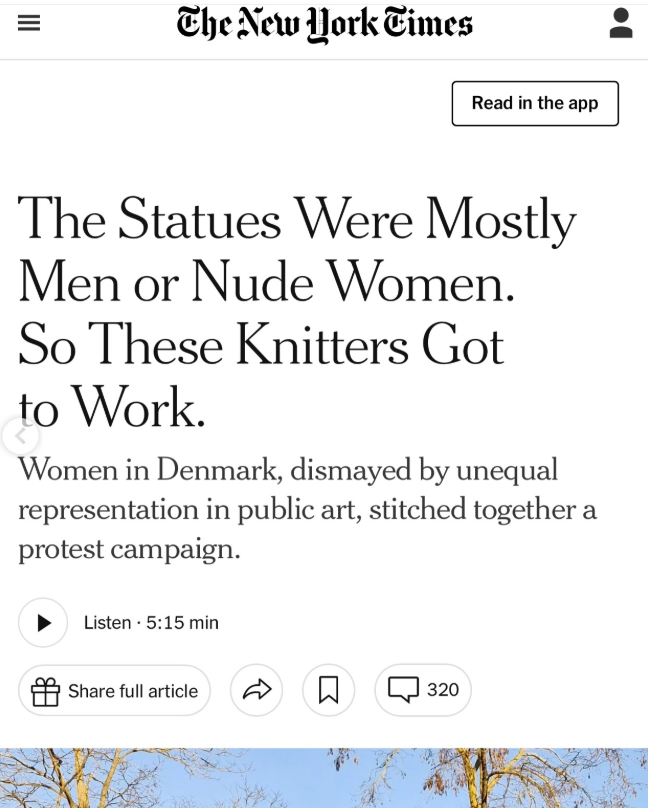 The New York Times
Read in the app
The Statues Were Mostly
Men or Nude Women.
So These Knitters Got
to Work.
Women in Denmark, dismayed by unequal
representation in public art, stitched together a
protest campaign.
Listen · 5:15 min
Share full article
320